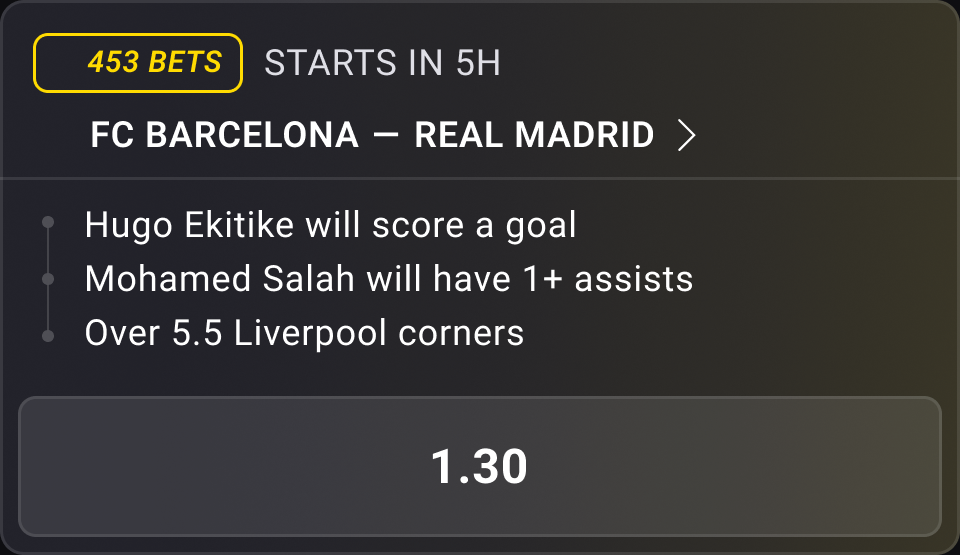 453 BETS STARTS IN 5H
FC BARCELONA — REAL MADRID
Hugo Ekitike will score a goal
Mohamed Salah will have 1+ assists
Over 5.5 Liverpool corners
1.30